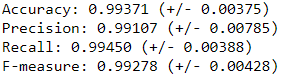 Accuracy: 0.99371 (+/- 0.00375)
Precision: 0.99107 (+/- 0.00785)
Recall: 0.99450 (+/- 0.00388)
F-measure: 0.99278 (+/- 0.00428)